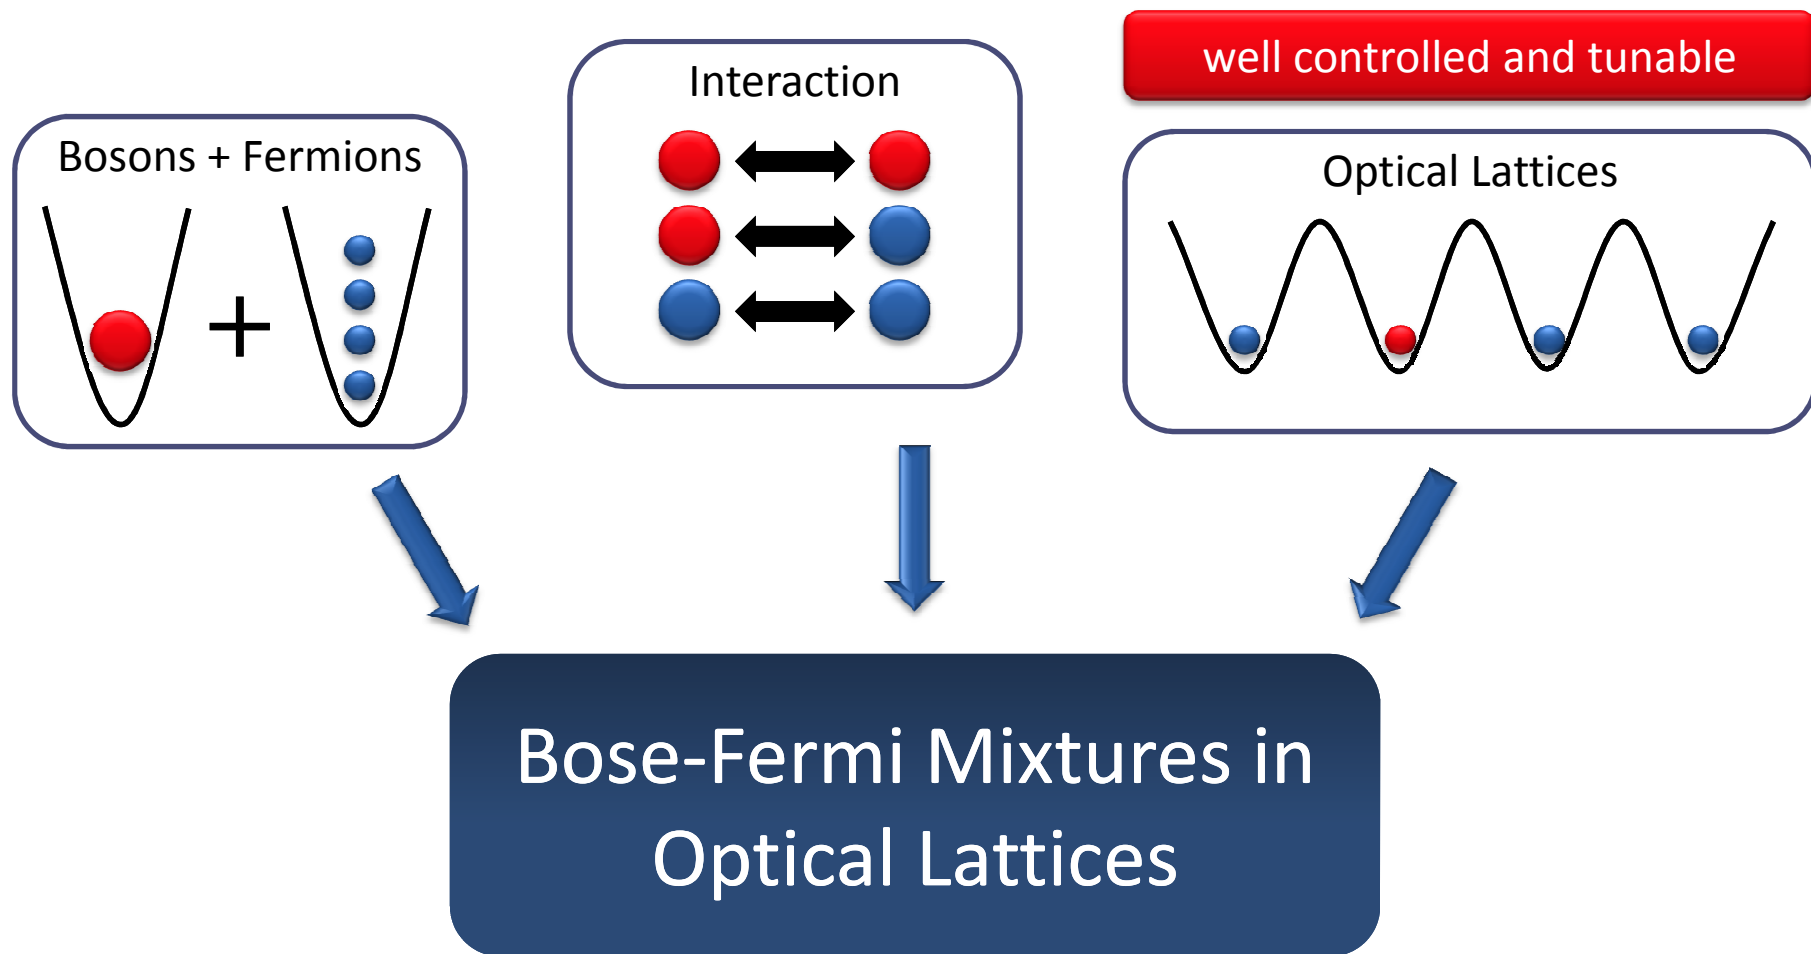 Bosons + Fermions
Interaction
well controlled and tunable
Optical Lattices
Bose-Fermi Mixtures in
Optical Lattices